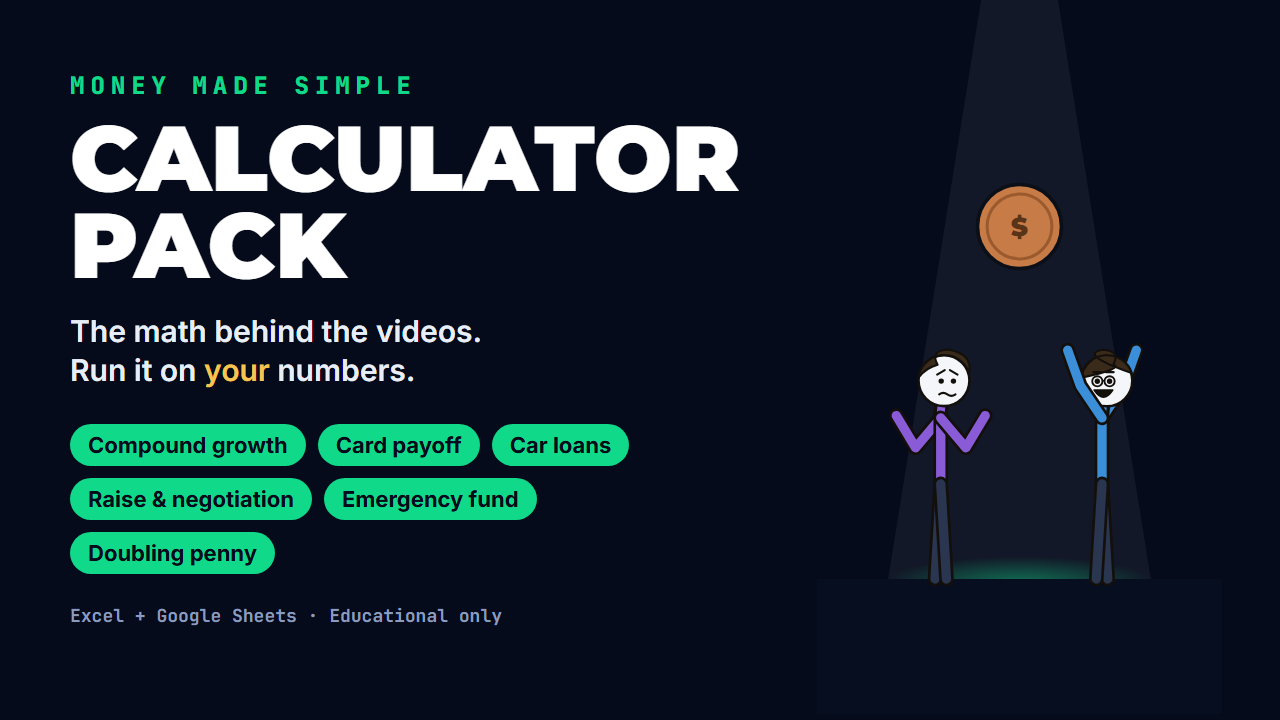 MONEY MADE SIMPLE
CALCULATOR
PACK
The math behind the videos.
Run it on your numbers.
Compound growth
Card payoff
Car loans
Raise & negotiation
Emergency fund
Doubling penny
Excel + Google Sheets · Educational only
$